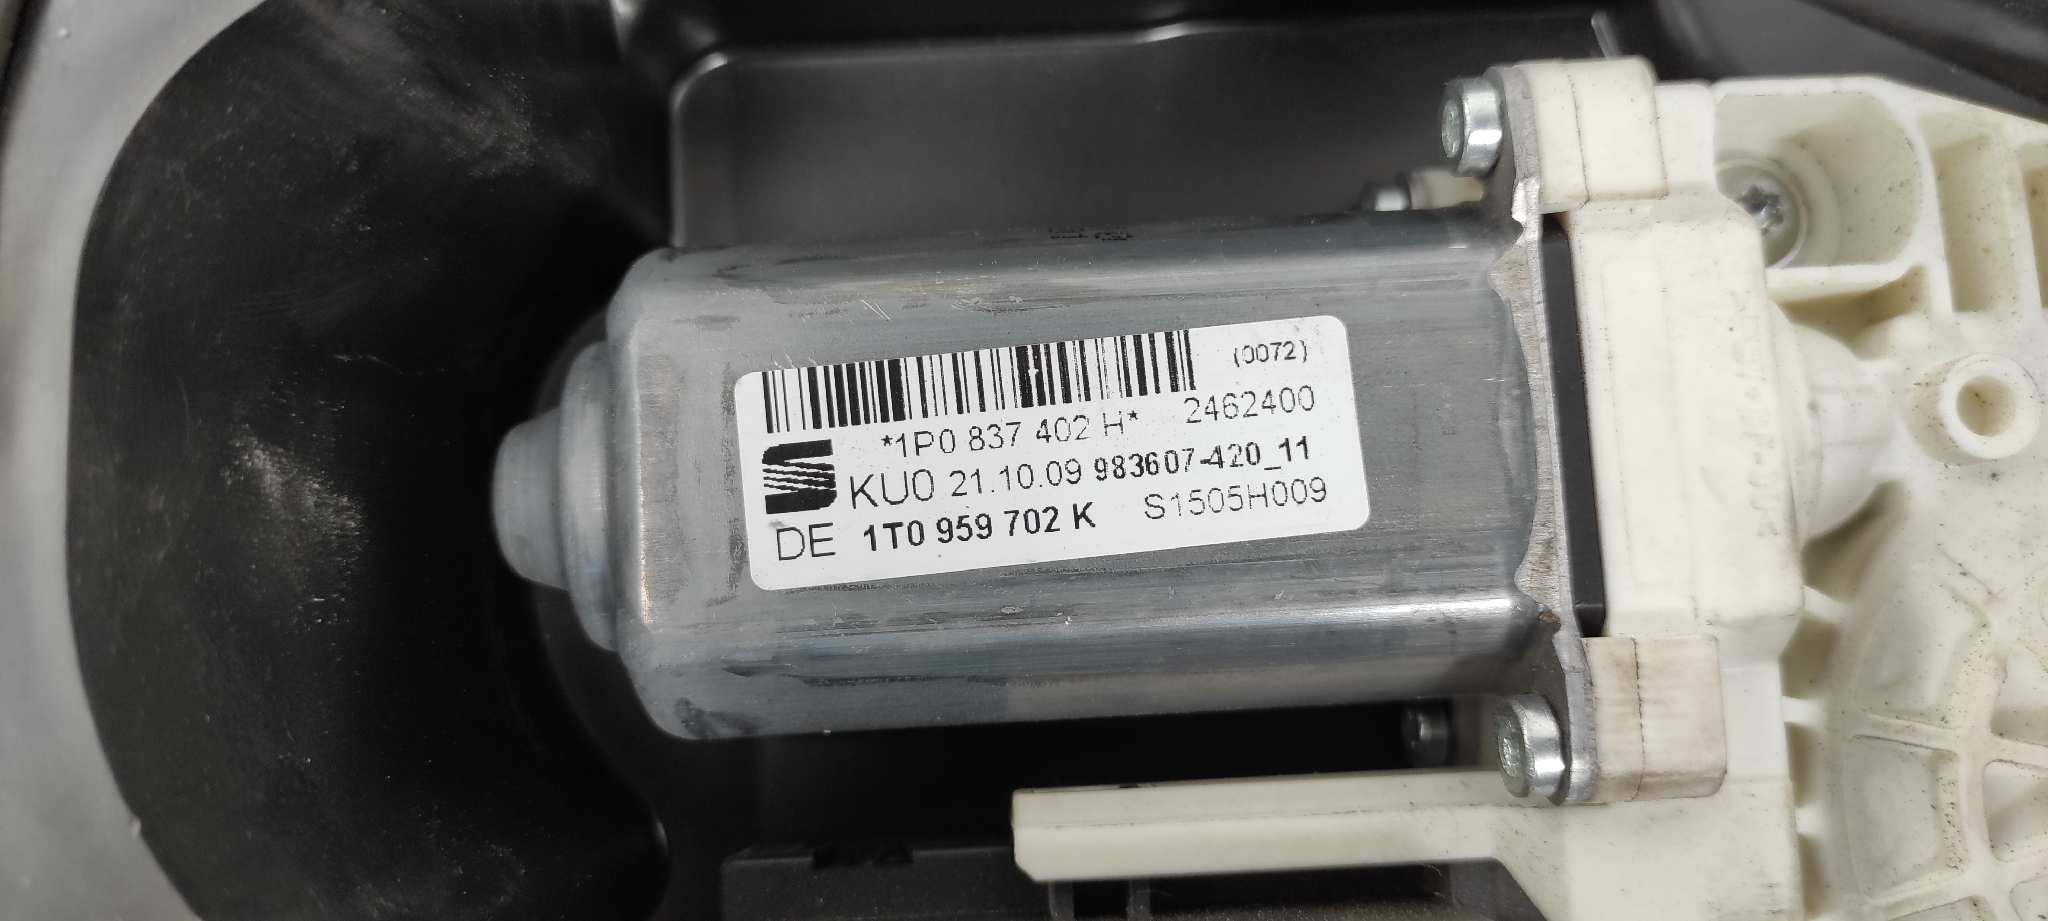 (0072)
*1P0 837 402 H* 2462400
KU0 21.10.09 983607-420_11
DE 1T0 959 702 K S1505H009